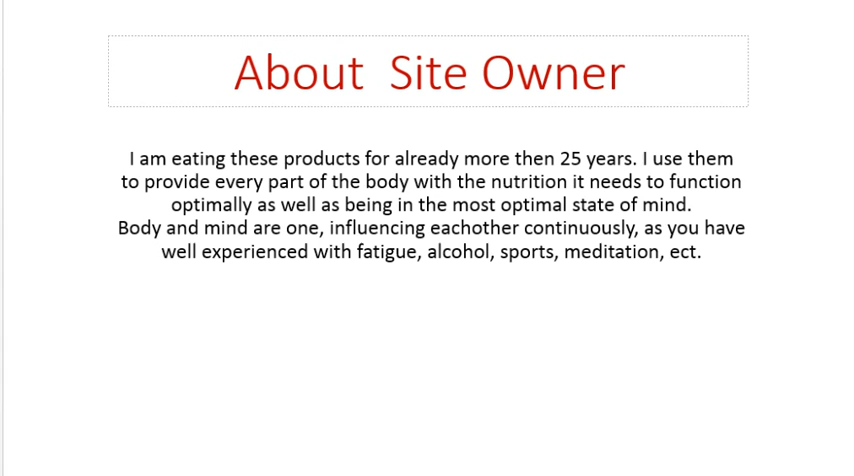 About  Site Owner
I am eating these products for already more then 25 years. I use them
to provide every part of the body with the nutrition it needs to function
optimally as well as being in the most optimal state of mind.
Body and mind are one, influencing eachother continuously, as you have
well experienced with fatigue, alcohol, sports, meditation, ect.